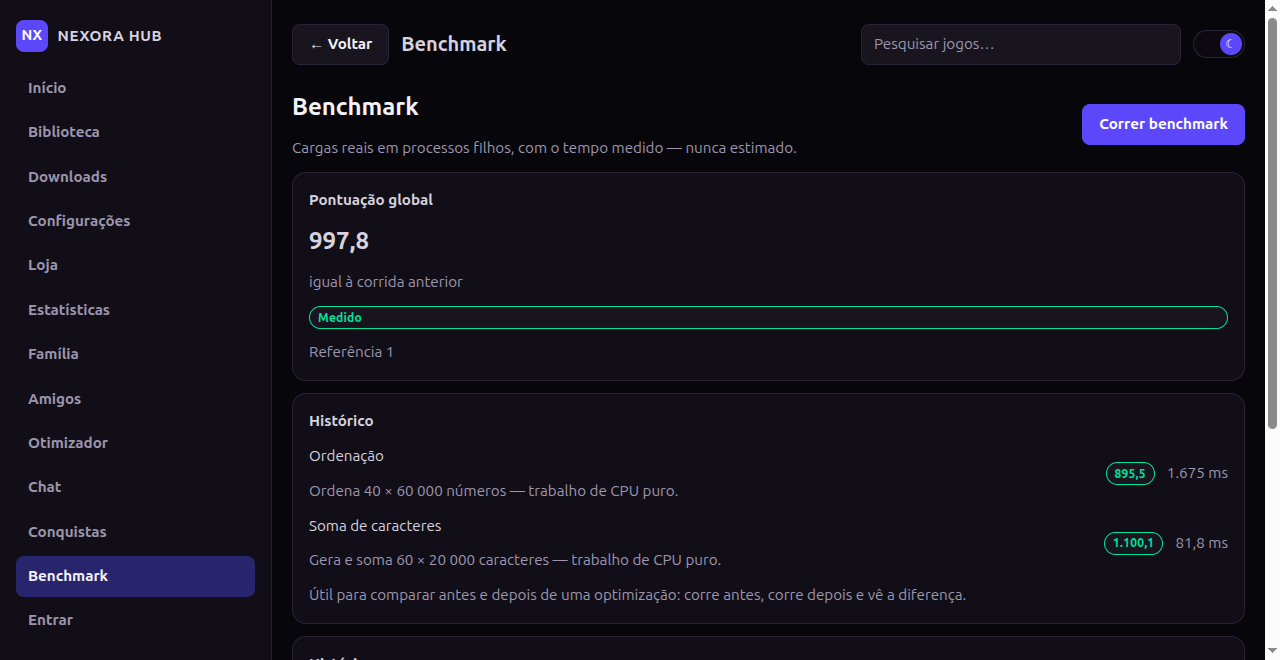 NX NEXORA HUB
Início
Biblioteca
Downloads
Configurações
Loja
Estatísticas
Família
Amigos
Otimizador
Chat
Conquistas
Benchmark
Entrar
← Voltar
Benchmark
Pesquisar jogos…
Benchmark
Cargas reais em processos filhos, com o tempo medido — nunca estimado.
Correr benchmark
Pontuação global
997,8
igual à corrida anterior
Medido
Referência 1
Histórico
Ordenação
Ordena 40 × 60 000 números — trabalho de CPU puro.
895,5 1.675 ms
Soma de caracteres
Gera e soma 60 × 20 000 caracteres — trabalho de CPU puro.
1.100,1 81,8 ms
Útil para comparar antes e depois de uma optimização: corre antes, corre depois e vê a diferença.